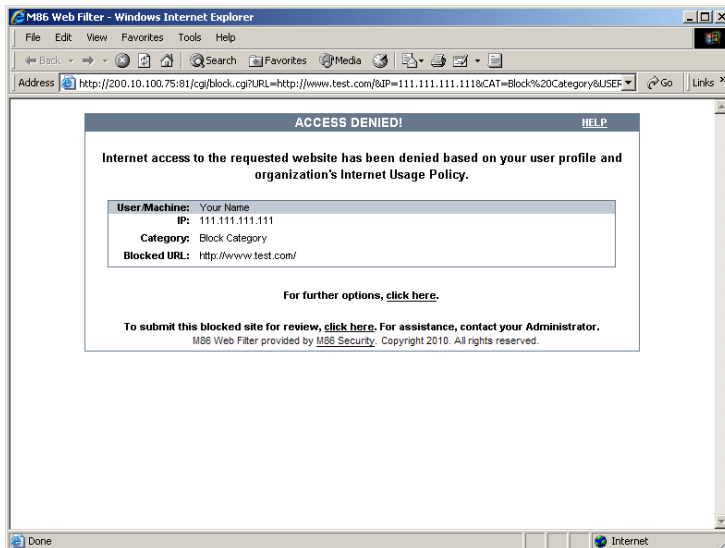 M86 Web Filter - Windows Internet Explorer
File Edit View Favorites Tools Help
Back Search Favorites Media
Address http://200.10.100.75:81/cgi/block.cgi?URL=http://www.test.com/&IP=111.111.111.111&CAT=Block%20Category&USER Go Links »
ACCESS DENIED! HELP
Internet access to the requested website has been denied based on your user profile and
organization's Internet Usage Policy.
User/Machine: Your Name
IP: 111.111.111.111
Category: Block Category
Blocked URL: http://www.test.com/
For further options, click here.
To submit this blocked site for review, click here. For assistance, contact your Administrator.
M86 Web Filter provided by M86 Security. Copyright 2010. All rights reserved.
Done Internet